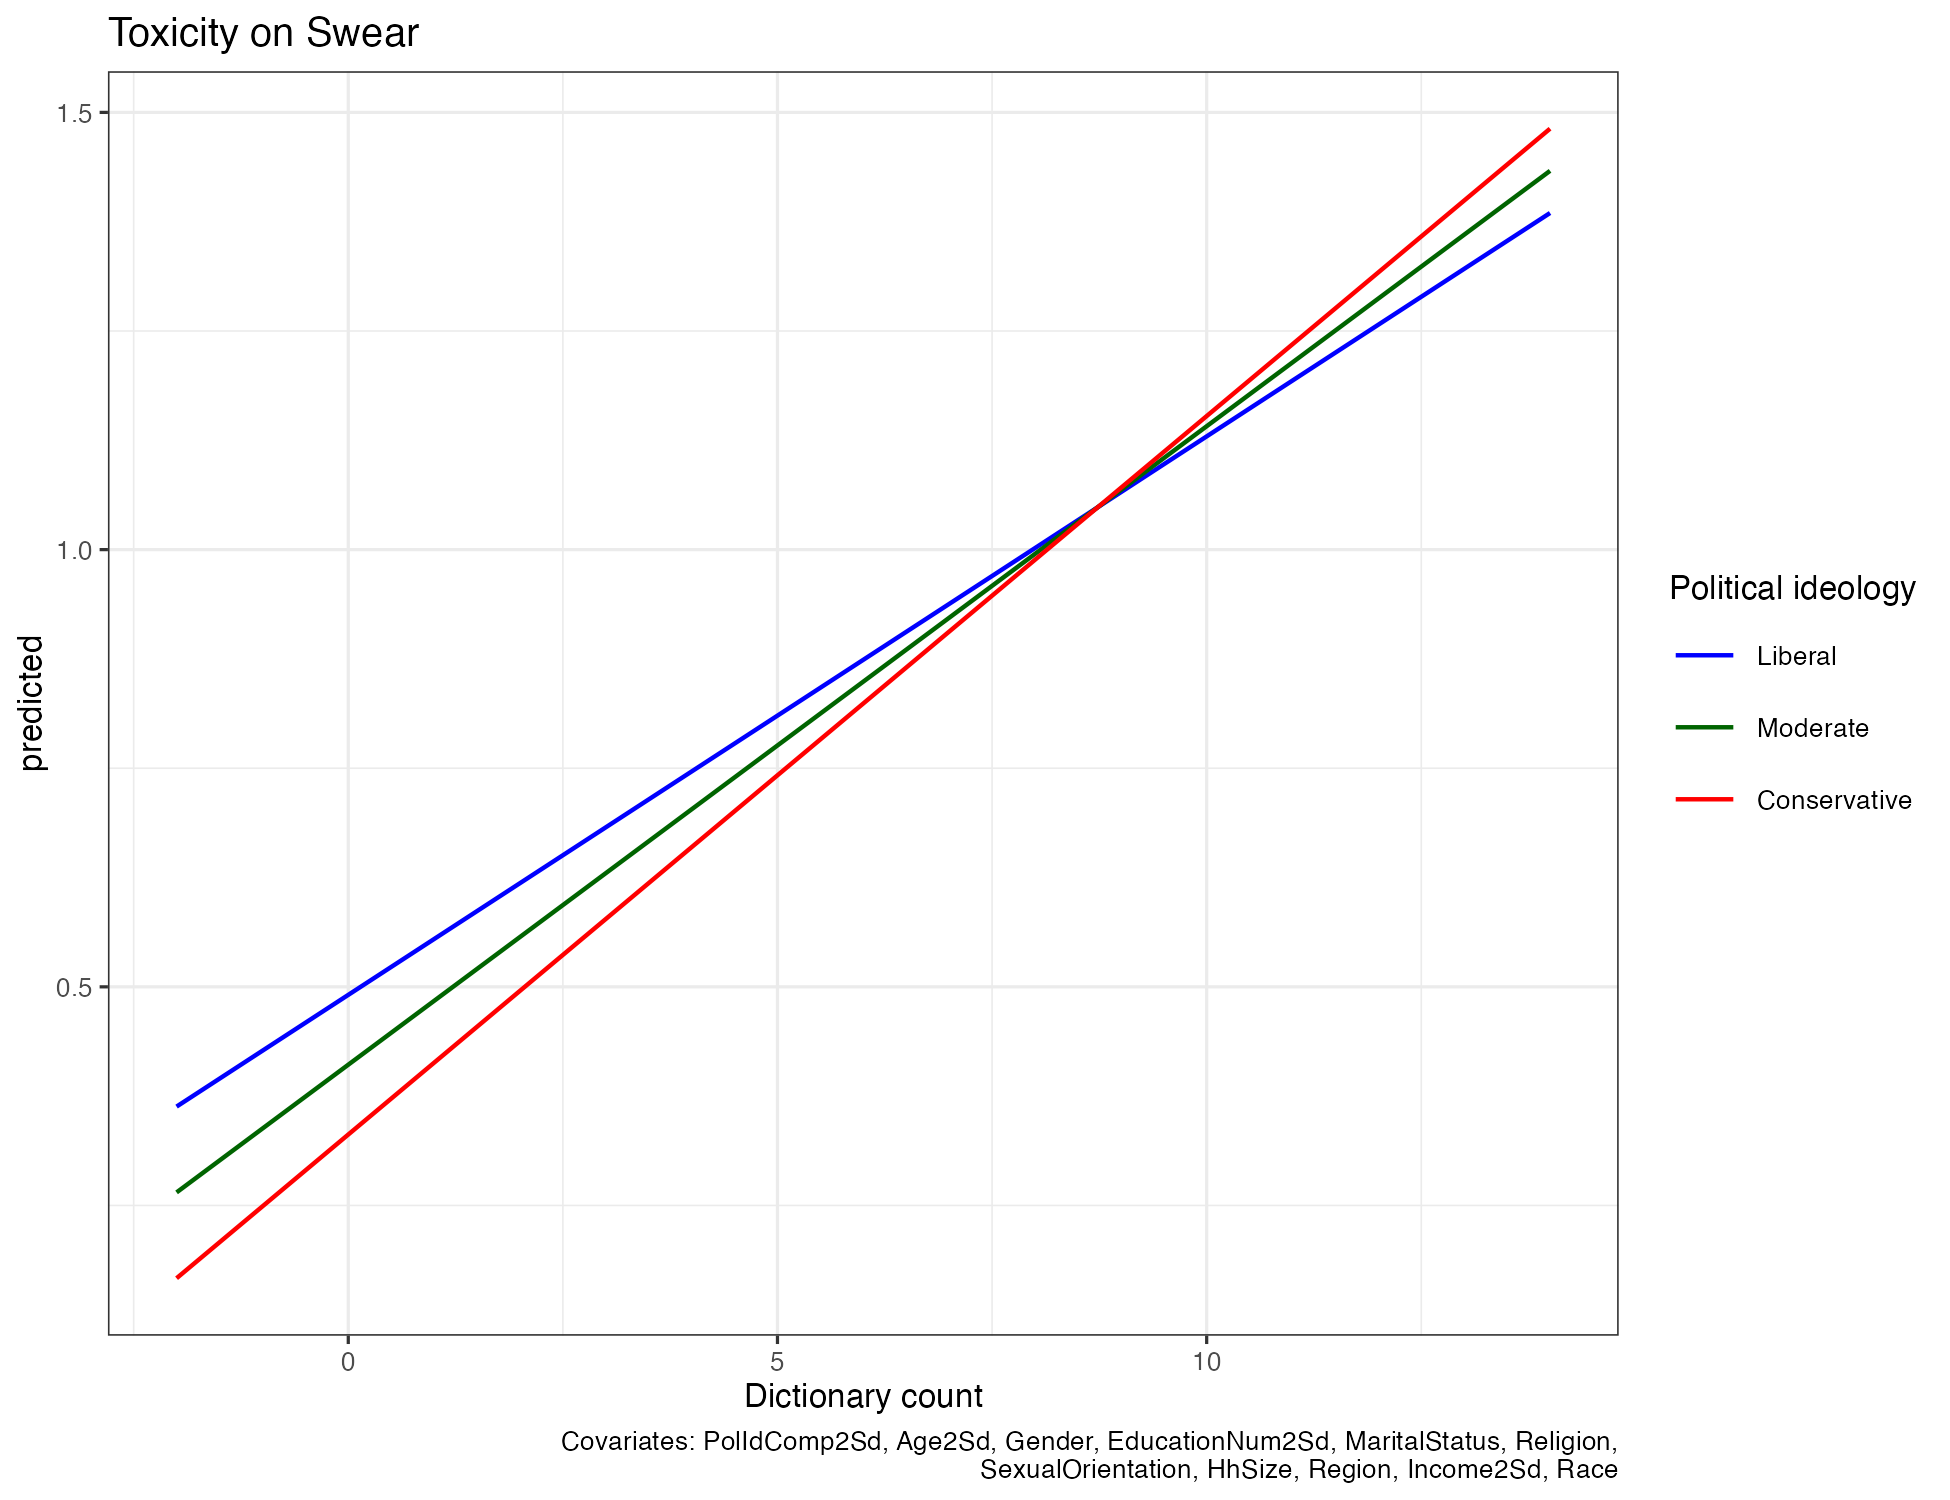 Toxicity on Swear
1.5
1.0
0.5
predicted
0
5
10
Dictionary count
Political ideology
Liberal
Moderate
Conservative
Covariates: PolIdComp2Sd, Age2Sd, Gender, EducationNum2Sd, MaritalStatus, Religion,
SexualOrientation, HhSize, Region, Income2Sd, Race